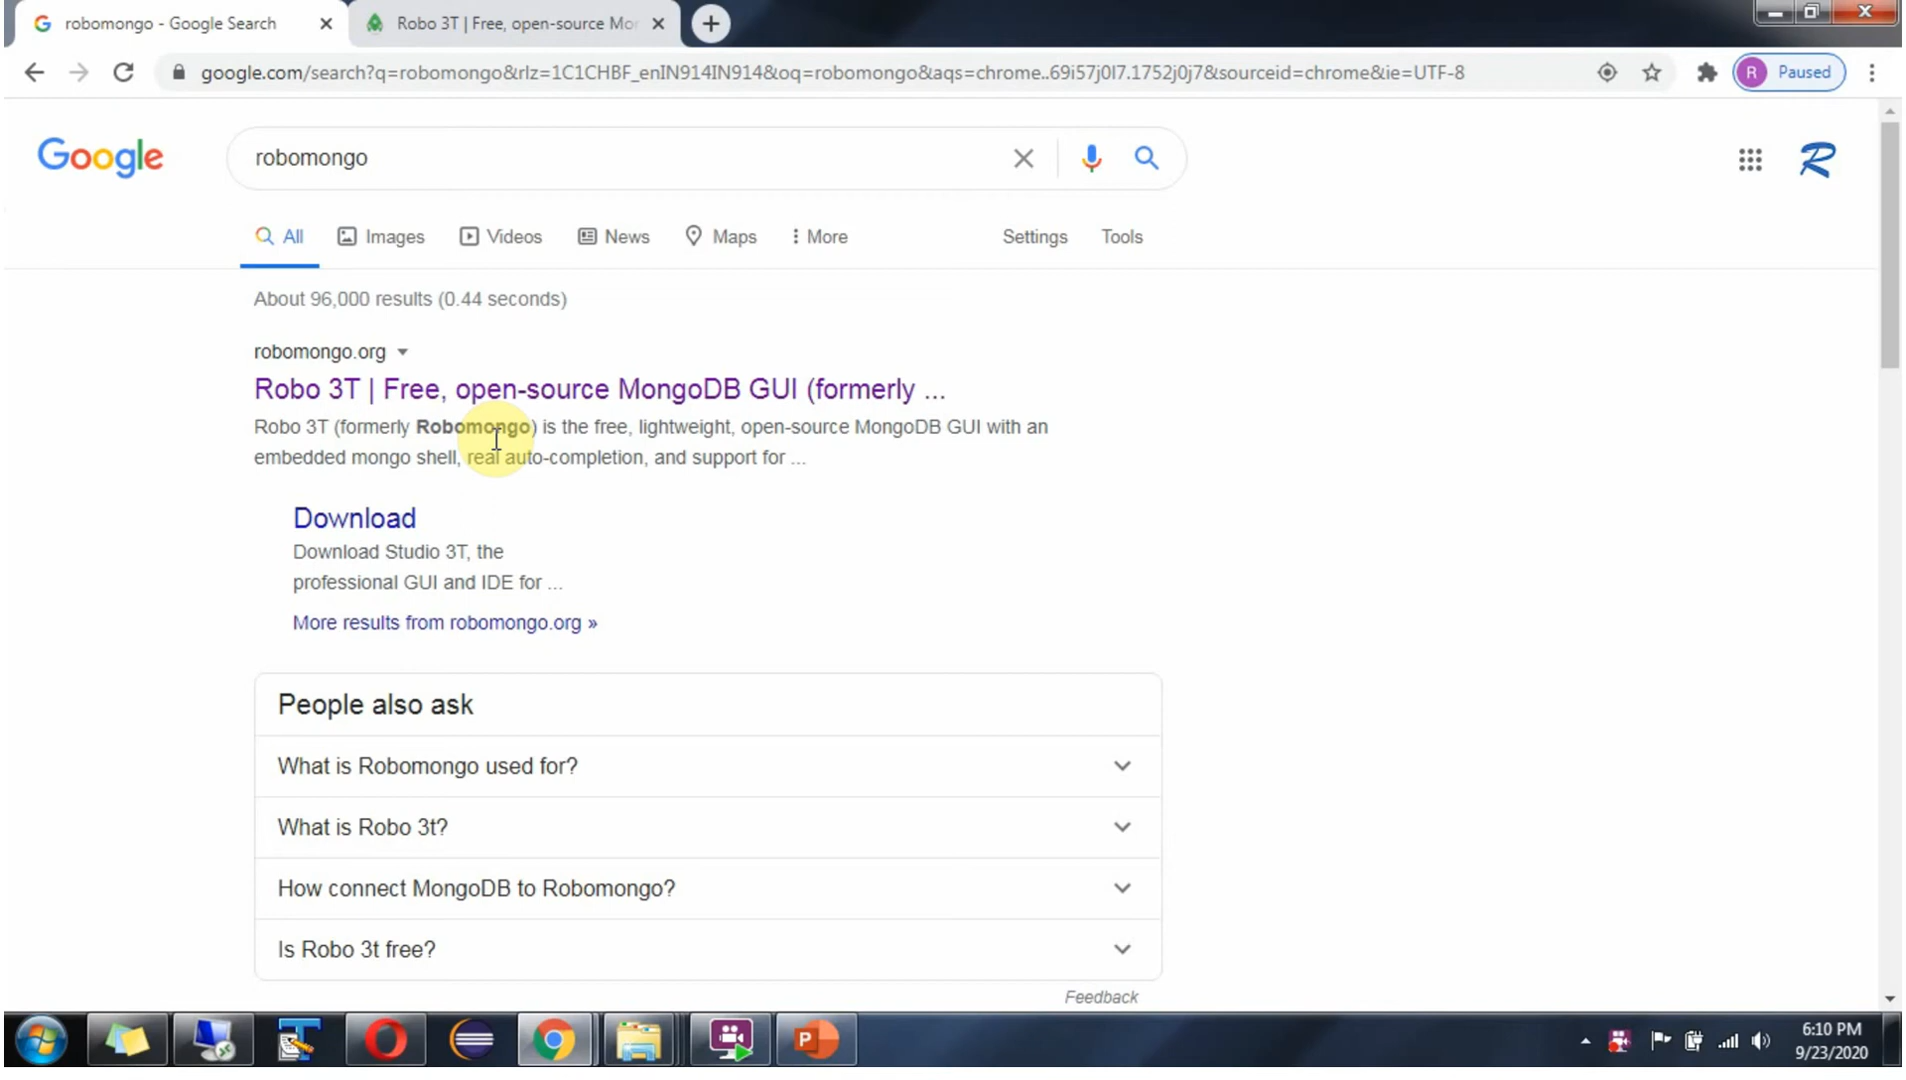 robomongo - Google Search
Robo 3T | Free, open-source Mor
google.com/search?q=robomongo&rlz=1C1CHBF_enIN914IN914&oq=robomongo&aqs=chrome..69i57j0l7.1752j0j7&sourceid=chrome&ie=UTF-8
R Paused
Google
robomongo
All Images Videos News Maps More Settings Tools
About 96,000 results (0.44 seconds)
robomongo.org
Robo 3T | Free, open-source MongoDB GUI (formerly ...
Robo 3T (formerly Robomongo) is the free, lightweight, open-source MongoDB GUI with an
embedded mongo shell, real auto-completion, and support for ...
Download
Download Studio 3T, the
professional GUI and IDE for ...
More results from robomongo.org »
People also ask
What is Robomongo used for?
What is Robo 3t?
How connect MongoDB to Robomongo?
Is Robo 3t free?
Feedback
6:10 PM
9/23/2020